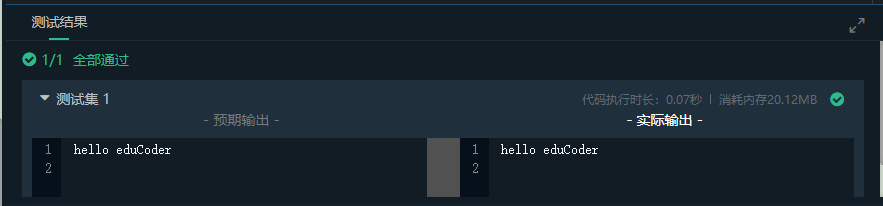 测试结果
1/1 全部通过
测试集 1
代码执行时长：0.07秒 | 消耗内存20.12MB
- 预期输出 -
- 实际输出 -
1 hello eduCoder
2
1 hello eduCoder
2